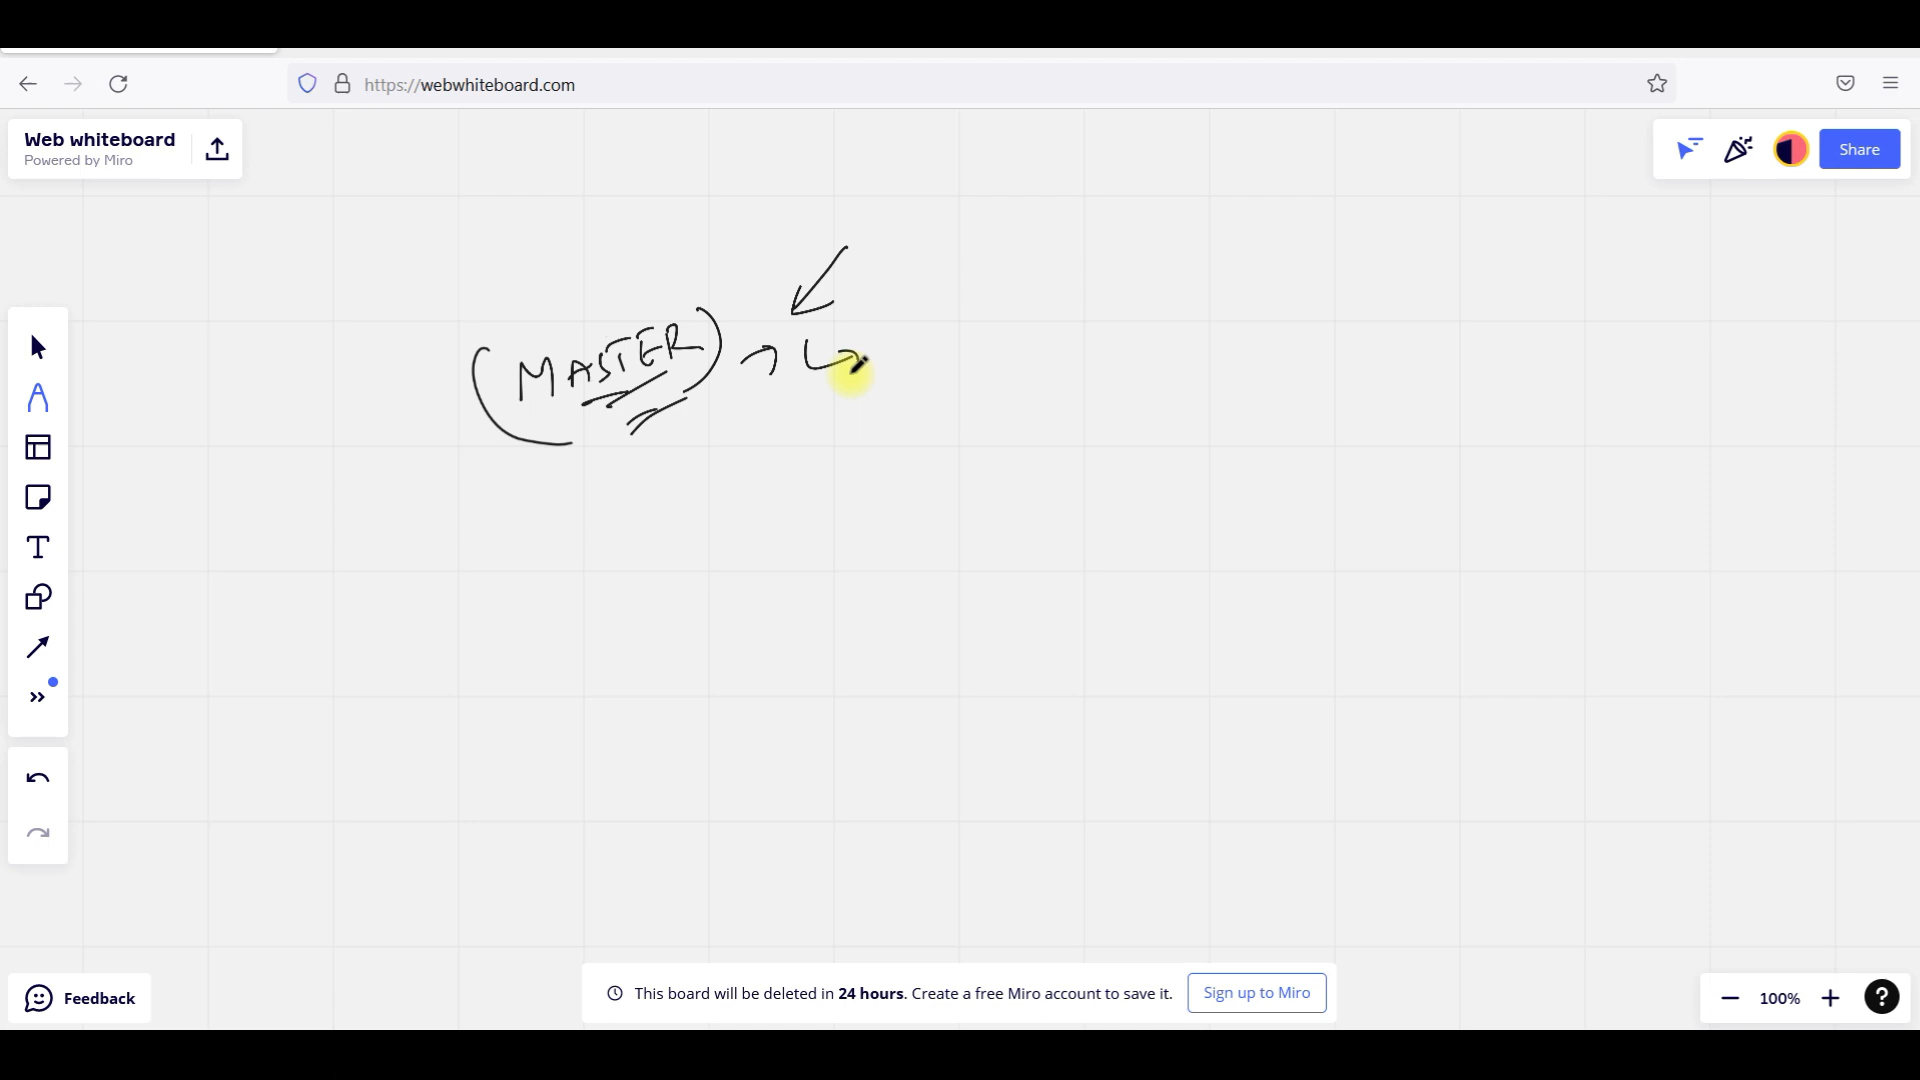 https://webwhiteboard.com
Web whiteboard
Powered by Miro
Share
(MASTER)
Feedback
This board will be deleted in 24 hours. Create a free Miro account to save it.
Sign up to Miro
100%